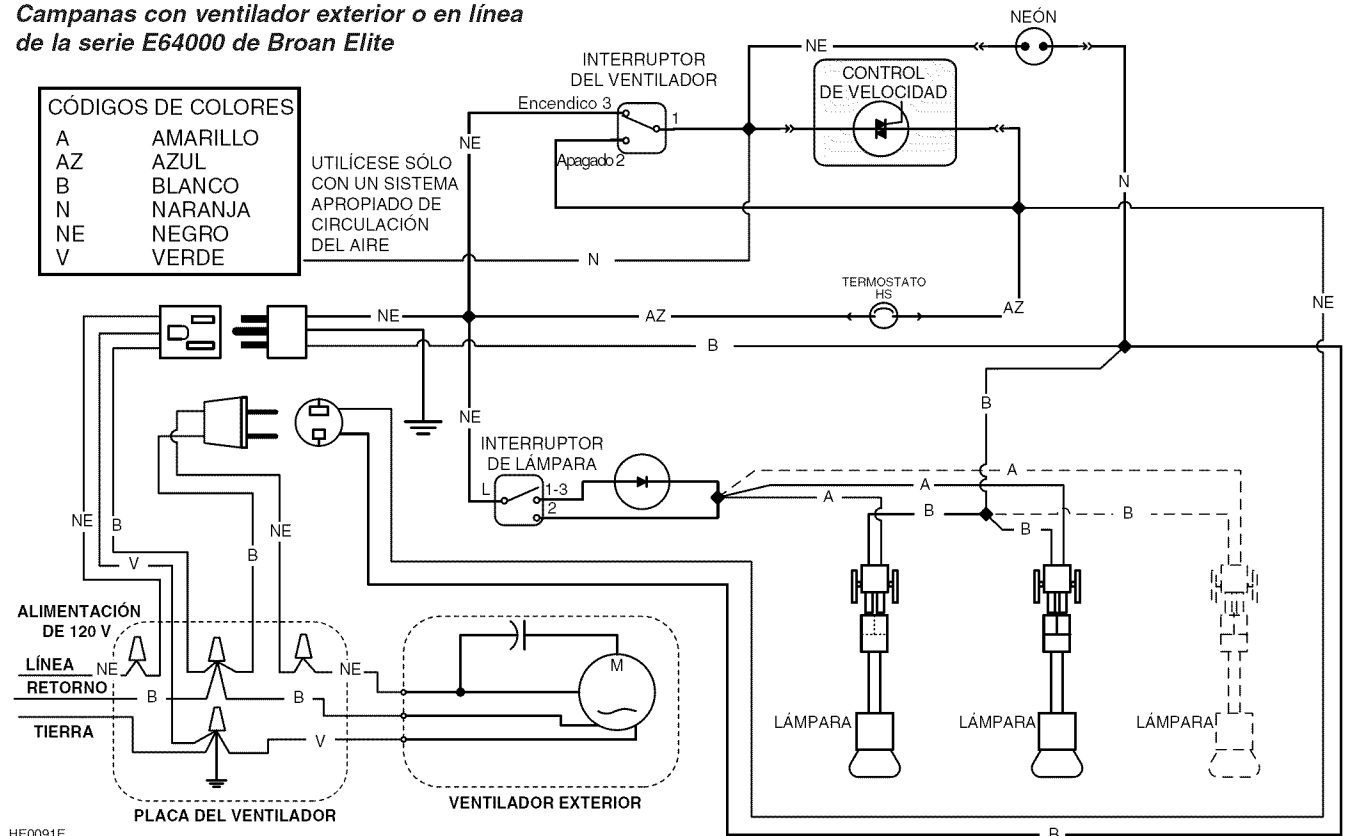 Campanas con ventilador exterior o en línea
de la serie E64000 de Broan Elite
CÓDIGOS DE COLORES
A AMARILLO
AZ AZUL
B BLANCO
N NARANJA
NE NEGRO
V VERDE
UTILÍCESE SÓLO
CON UN SISTEMA
APROPIADO DE
CIRCULACIÓN
DEL AIRE
INTERRUPTOR
DEL VENTILADOR
Encendico 3
1
Apagado 2
NE
NE
NEÓN
CONTROL
DE VELOCIDAD
N
N
NE
TERMOSTATO
HS
NE
AZ
AZ
B
NE
B
INTERRUPTOR
DE LÁMPARA
L
1-3
2
A
A
A
B
B
B
NE
B
V
B
NE
ALIMENTACIÓN
DE 120 V
LÍNEA
NE
RETORNO
B
B
TIERRA
NE
V
M
LÁMPARA
LÁMPARA
LÁMPARA
PLACA DEL VENTILADOR
VENTILADOR EXTERIOR
B
HE0091E